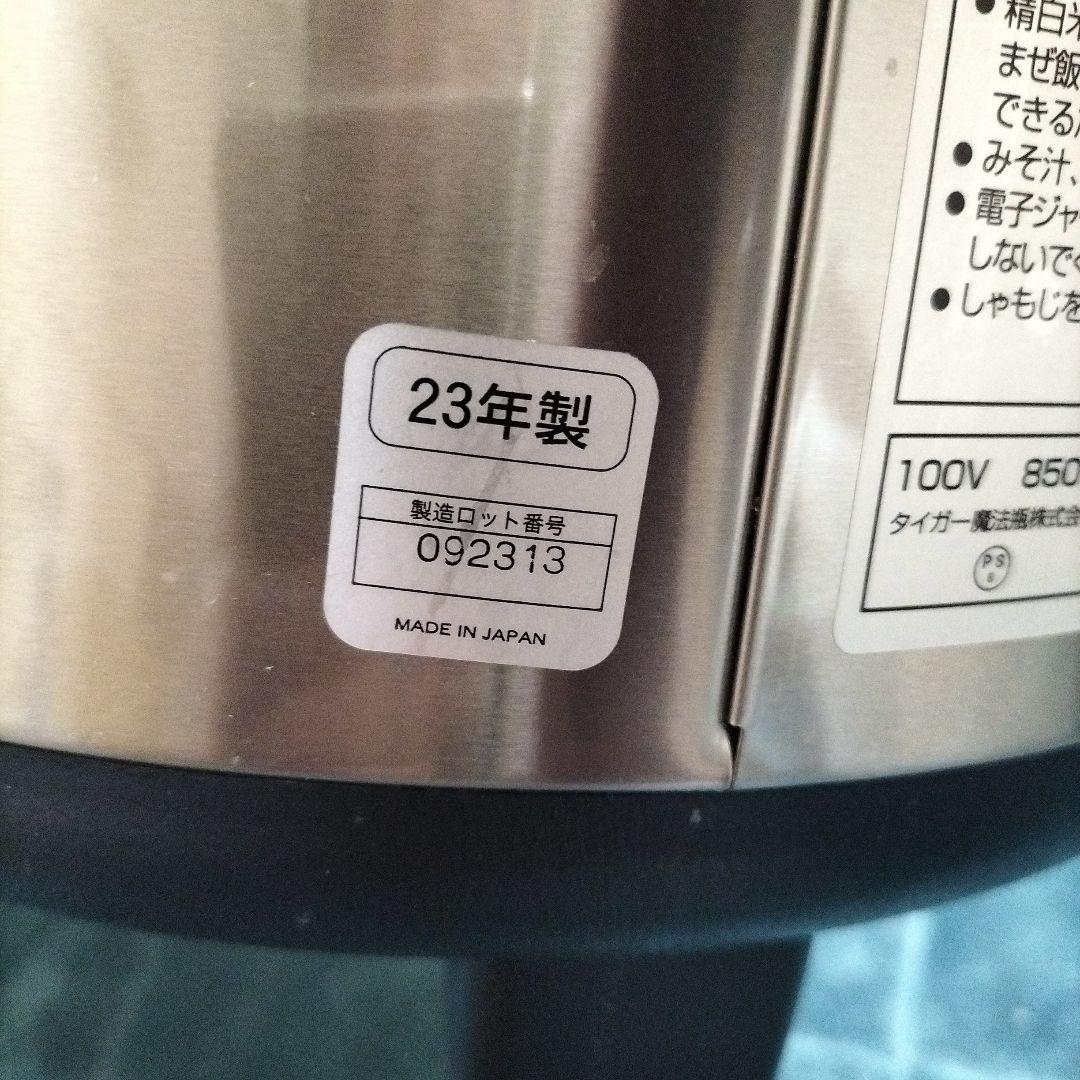 23年製
製造ロット番号
092313
MADE IN JAPAN
●精白米
まぜ飯
できる
●みそ汁、
●電子ジャ
しないで
●しゃもじを
100V 850
タイガー魔法瓶株式会
PS
E